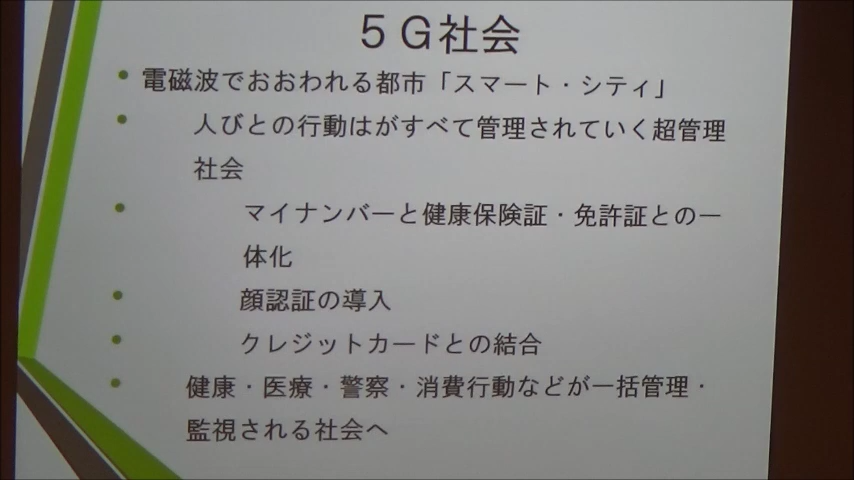 ５Ｇ社会
• 電磁波でおおわれる都市「スマート・シティ」
• 人びとの行動はがすべて管理されていく超管理
社会
• マイナンバーと健康保険証・免許証との一
体化
• 顔認証の導入
• クレジットカードとの結合
• 健康・医療・警察・消費行動などが一括管理・
監視される社会へ